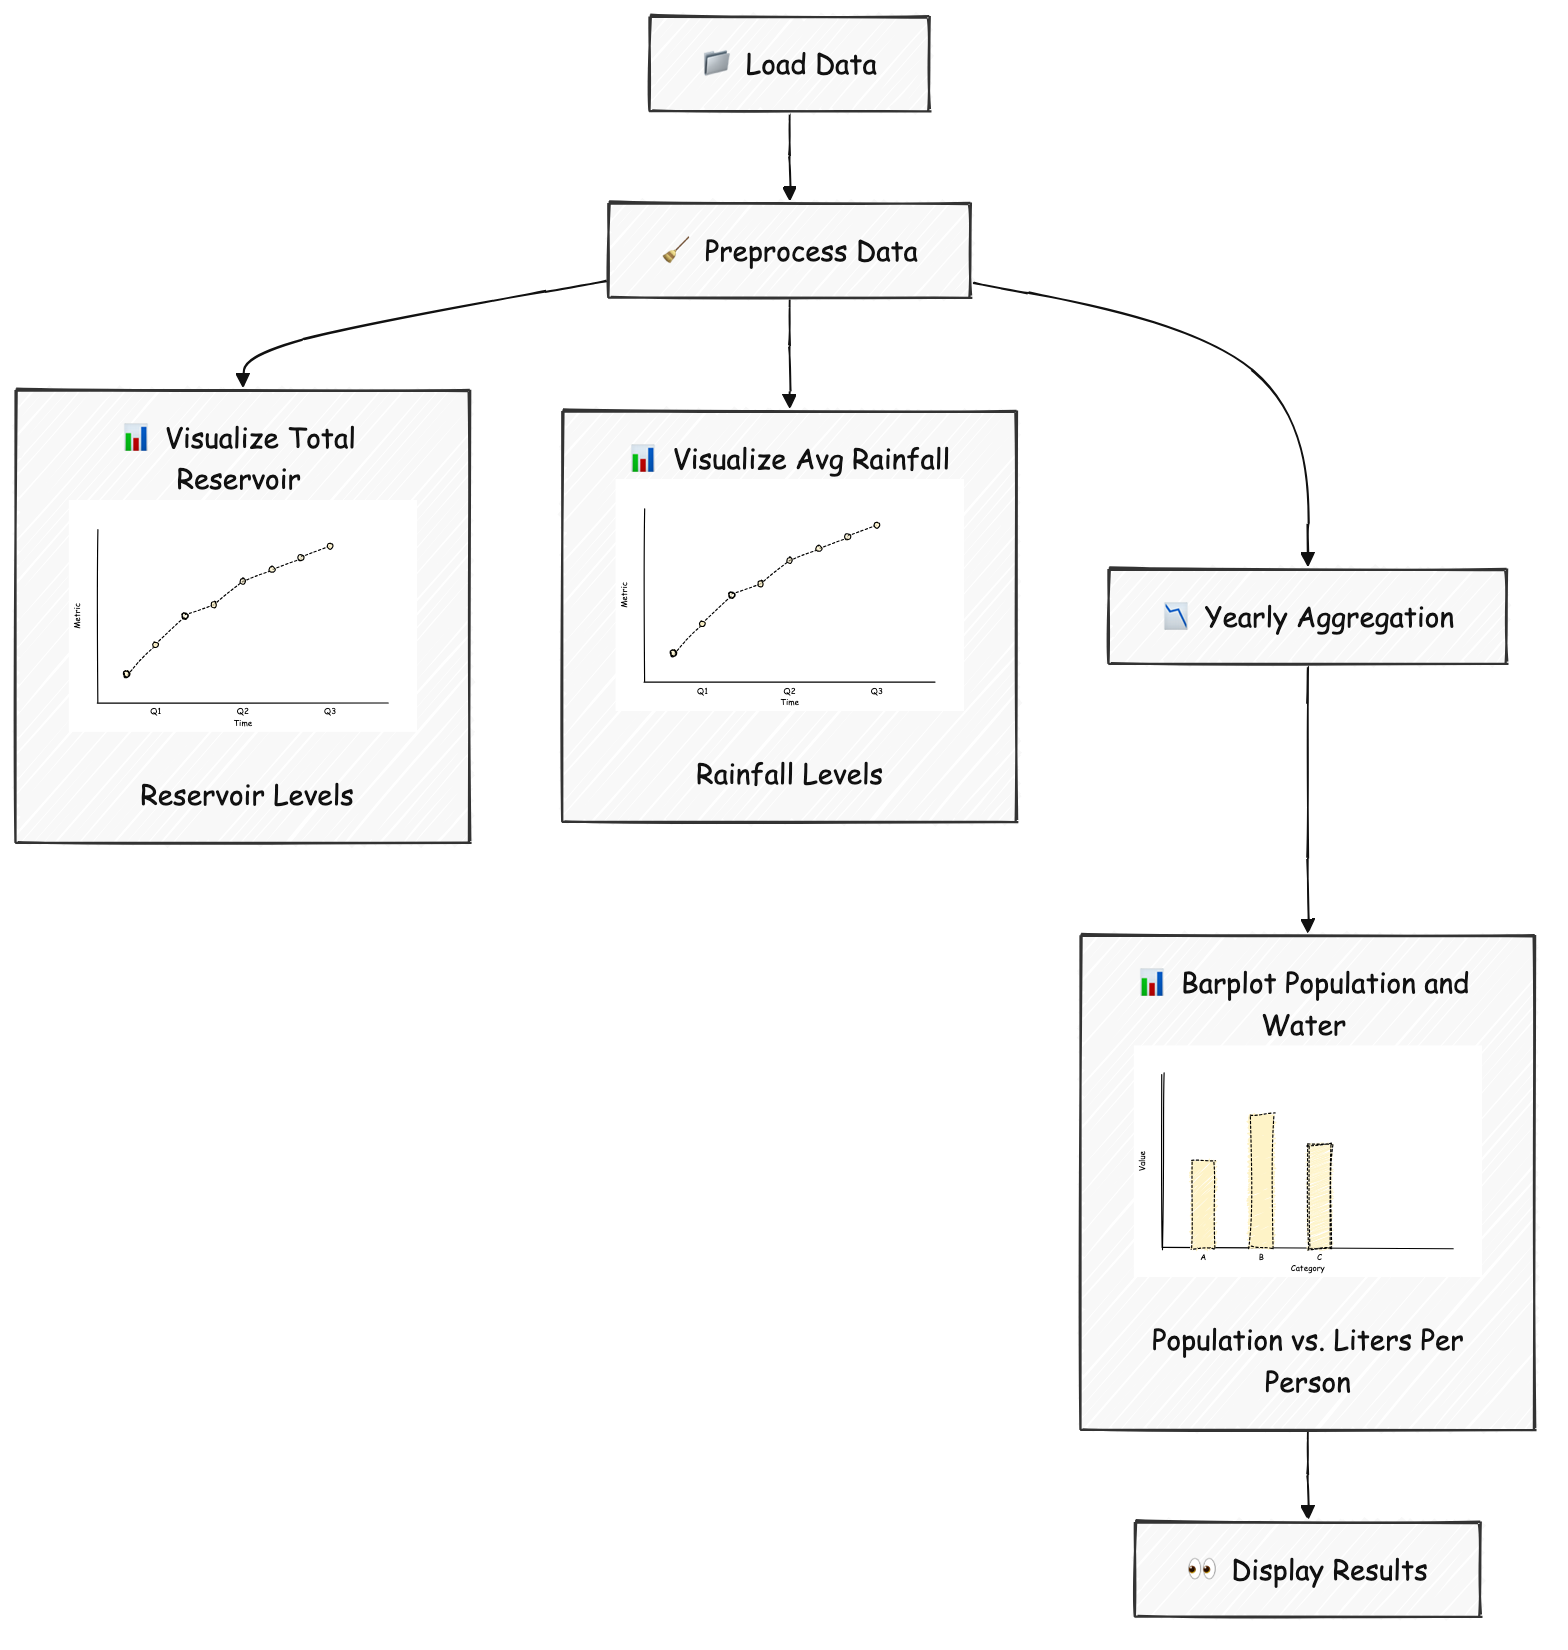 Load Data
Preprocess Data
Visualize Total
Reservoir
Metric
Q1 Q2 Q3
Time
Reservoir Levels
Visualize Avg Rainfall
Metric
Q1 Q2 Q3
Time
Rainfall Levels
Yearly Aggregation
Barplot Population and
Water
Value
A B C
Category
Population vs. Liters Per
Person
Display Results